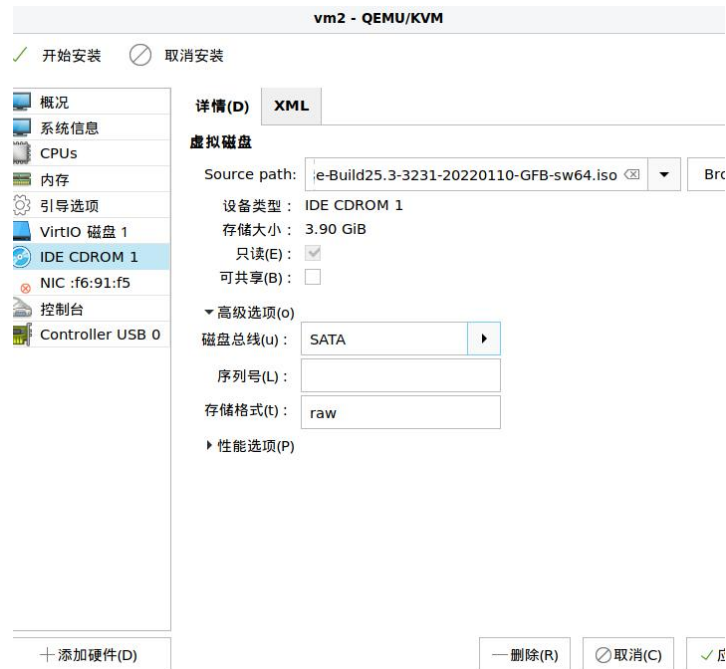 vm2 - QEMU/KVM
开始安装 取消安装
概况
系统信息
CPUs
内存
引导选项
VirtIO 磁盘 1
IDE CDROM 1
NIC :f6:91:f5
控制台
Controller USB 0
添加硬件(D)
详情(D) XML
虚拟磁盘
Source path: e-Build25.3-3231-20220110-GFB-sw64.iso Bro
设备类型： IDE CDROM 1
存储大小： 3.90 GiB
只读(E)：
可共享(B)：
高级选项(o)
磁盘总线(u)： SATA
序列号(L)：
存储格式(t)： raw
性能选项(P)
删除(R) 取消(C)